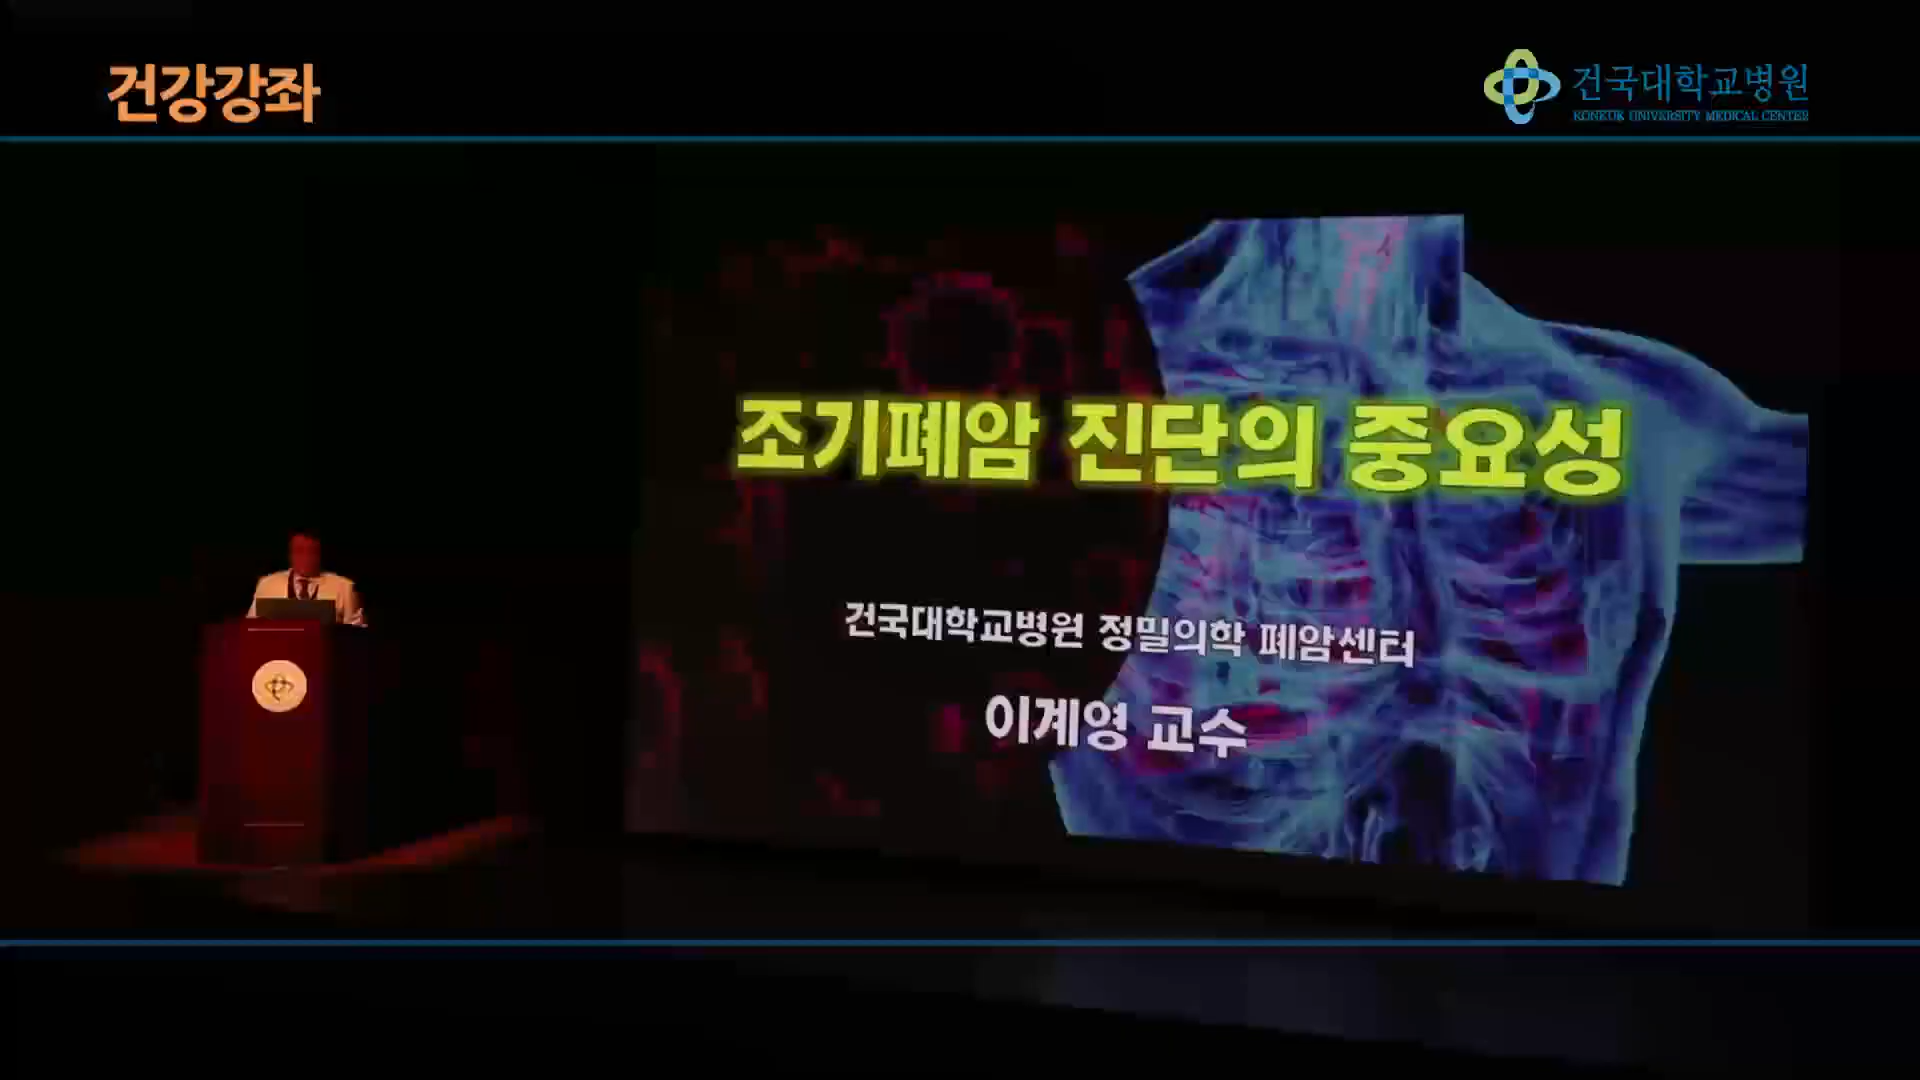 건강강좌
건국대학교병원
KONKUK UNIVERSITY MEDICAL CENTER
조기폐암 진단의 중요성
건국대학교병원 정밀의학 폐암센터
이계영 교수